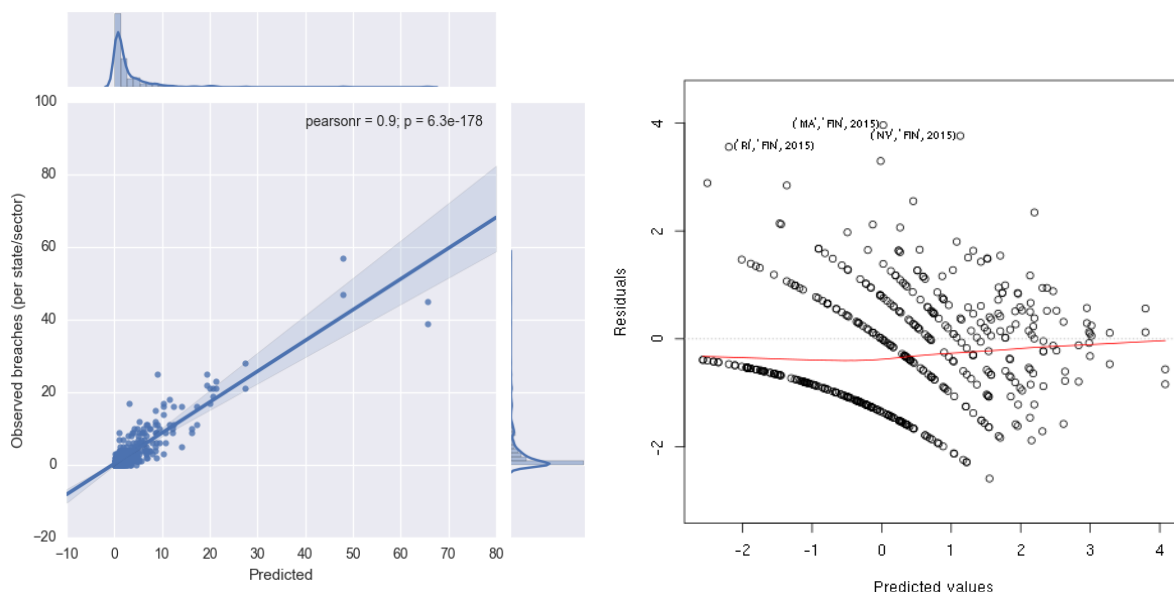 100
80
60
40
20
0
−20
pearsonr = 0.9; p = 6.3e-178
Observed breaches (per state/sector)
−10 0 10 20 30 40 50 60 70 80
Predicted
4
2
0
-2
('MA', 'FIN', 2015)
('NY', 'FIN', 2015)
('RI', 'FIN', 2015)
Residuals
-2 -1 0 1 2 3 4
Predicted values